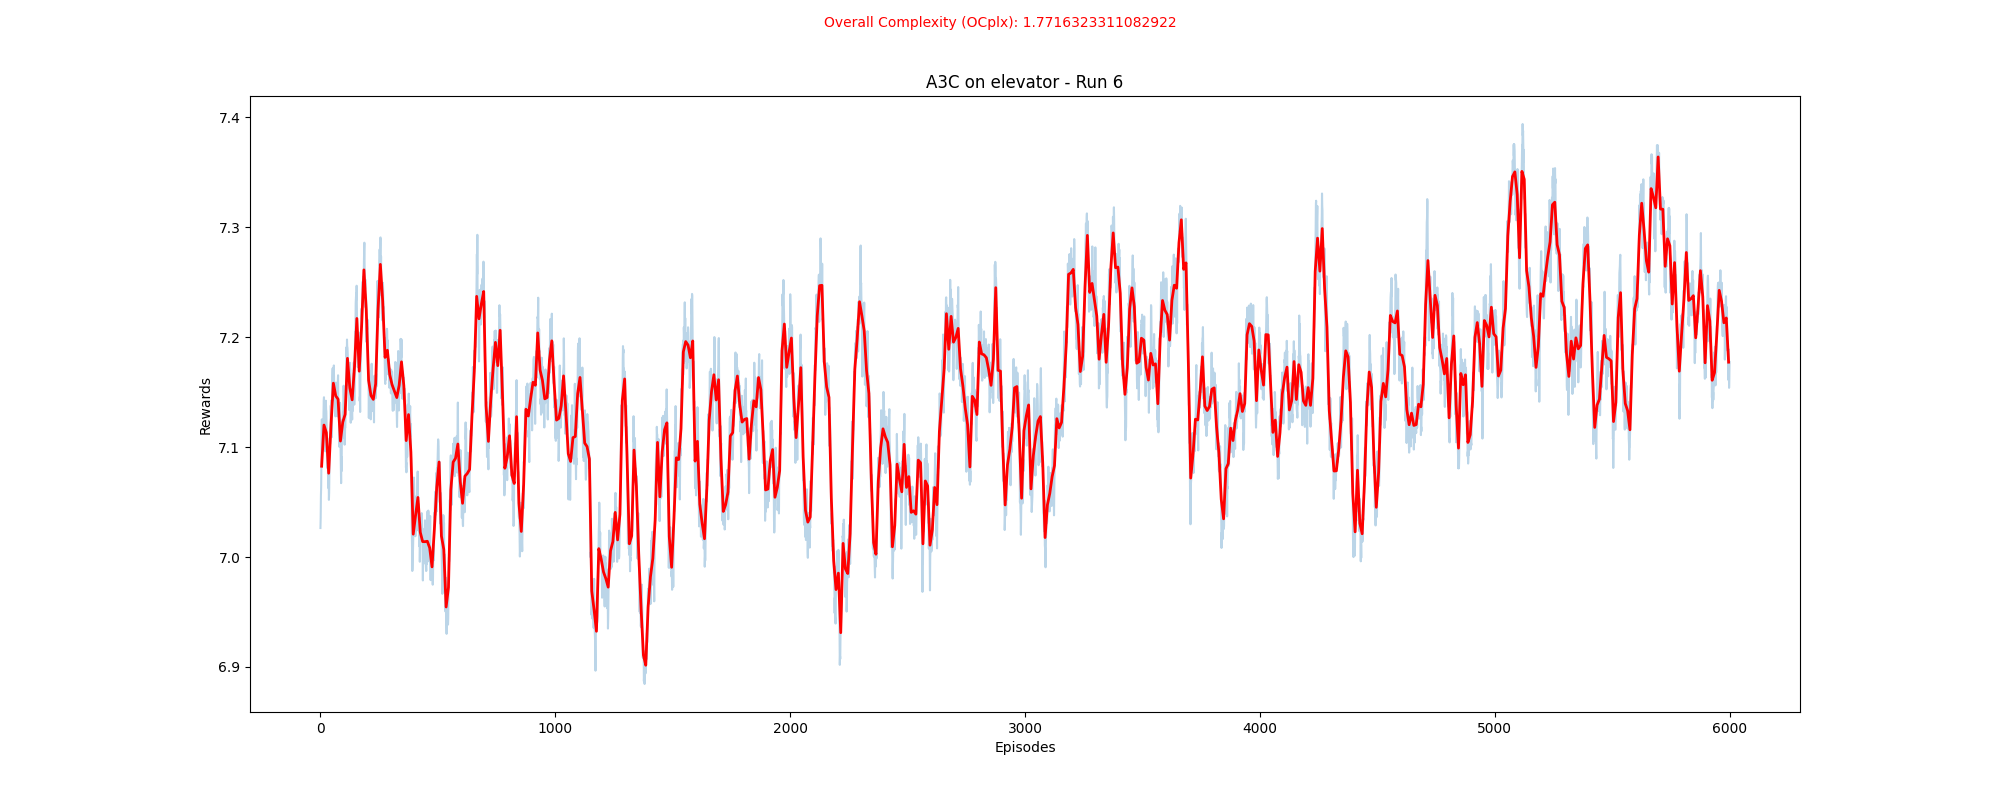 Overall Complexity (OCplx): 1.7716323311082922
A3C on elevator - Run 6
7.4
7.3
7.2
7.1
7.0
6.9
Rewards
0 1000 2000 3000 4000 5000 6000
Episodes